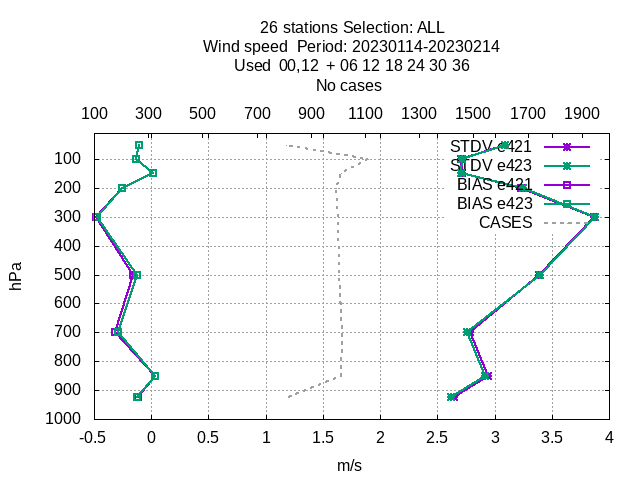 26 stations Selection: ALL
Wind speed  Period: 20230114-20230214
Used  00,12  + 06 12 18 24 30 36
No cases
100 300 500 700 900 1100 1300 1500 1700 1900
STDV e421
100
STDV e423
BIAS e421
200
BIAS e423
300
CASES
400
hPa
500
600
700
800
900
1000
-0.5 0 0.5 1 1.5 2 2.5 3 3.5 4
m/s